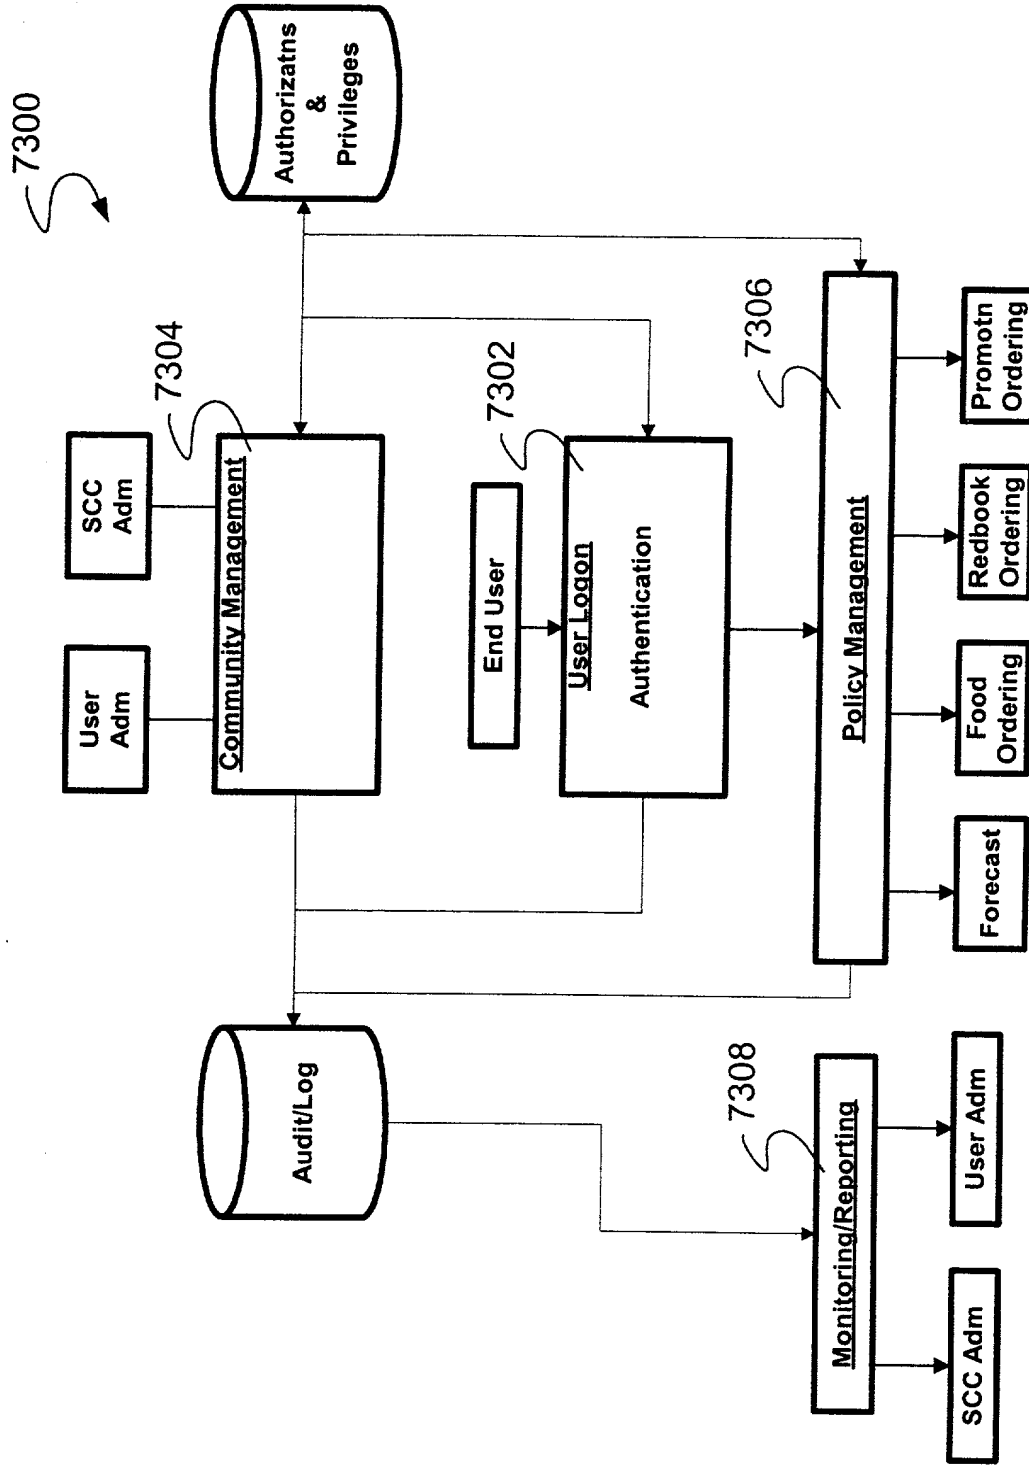 7300
User
Adm
SCC
Adm
7304
Community Management
Authorizatns
&
Privileges
Audit/Log
End User
7302
User Logon
Authentication
7308
Monitoring/Reporting
7306
Policy Management
SCC Adm
User Adm
Forecast
Food
Ordering
Redbook
Ordering
Promotn
Ordering